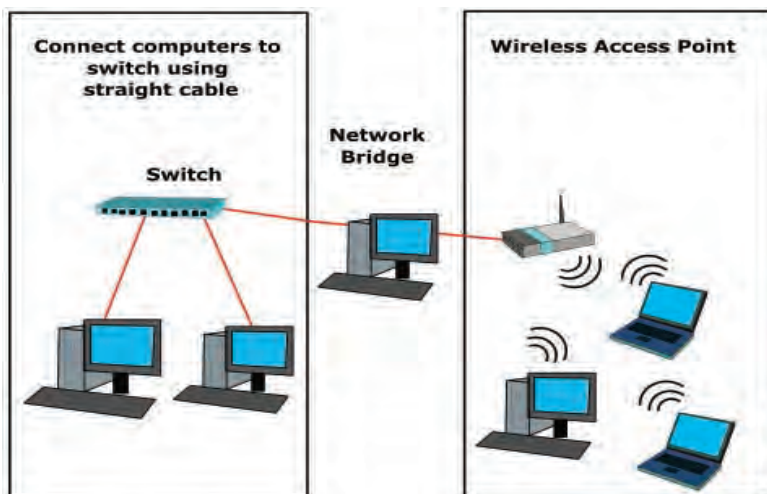 Connect computers to
switch using
straight cable
Switch
Network
Bridge
Wireless Access Point